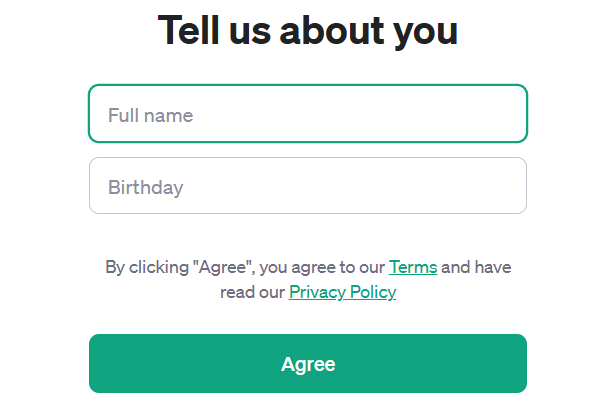 Tell us about you
Full name
Birthday
By clicking "Agree", you agree to our Terms and have
read our Privacy Policy
Agree